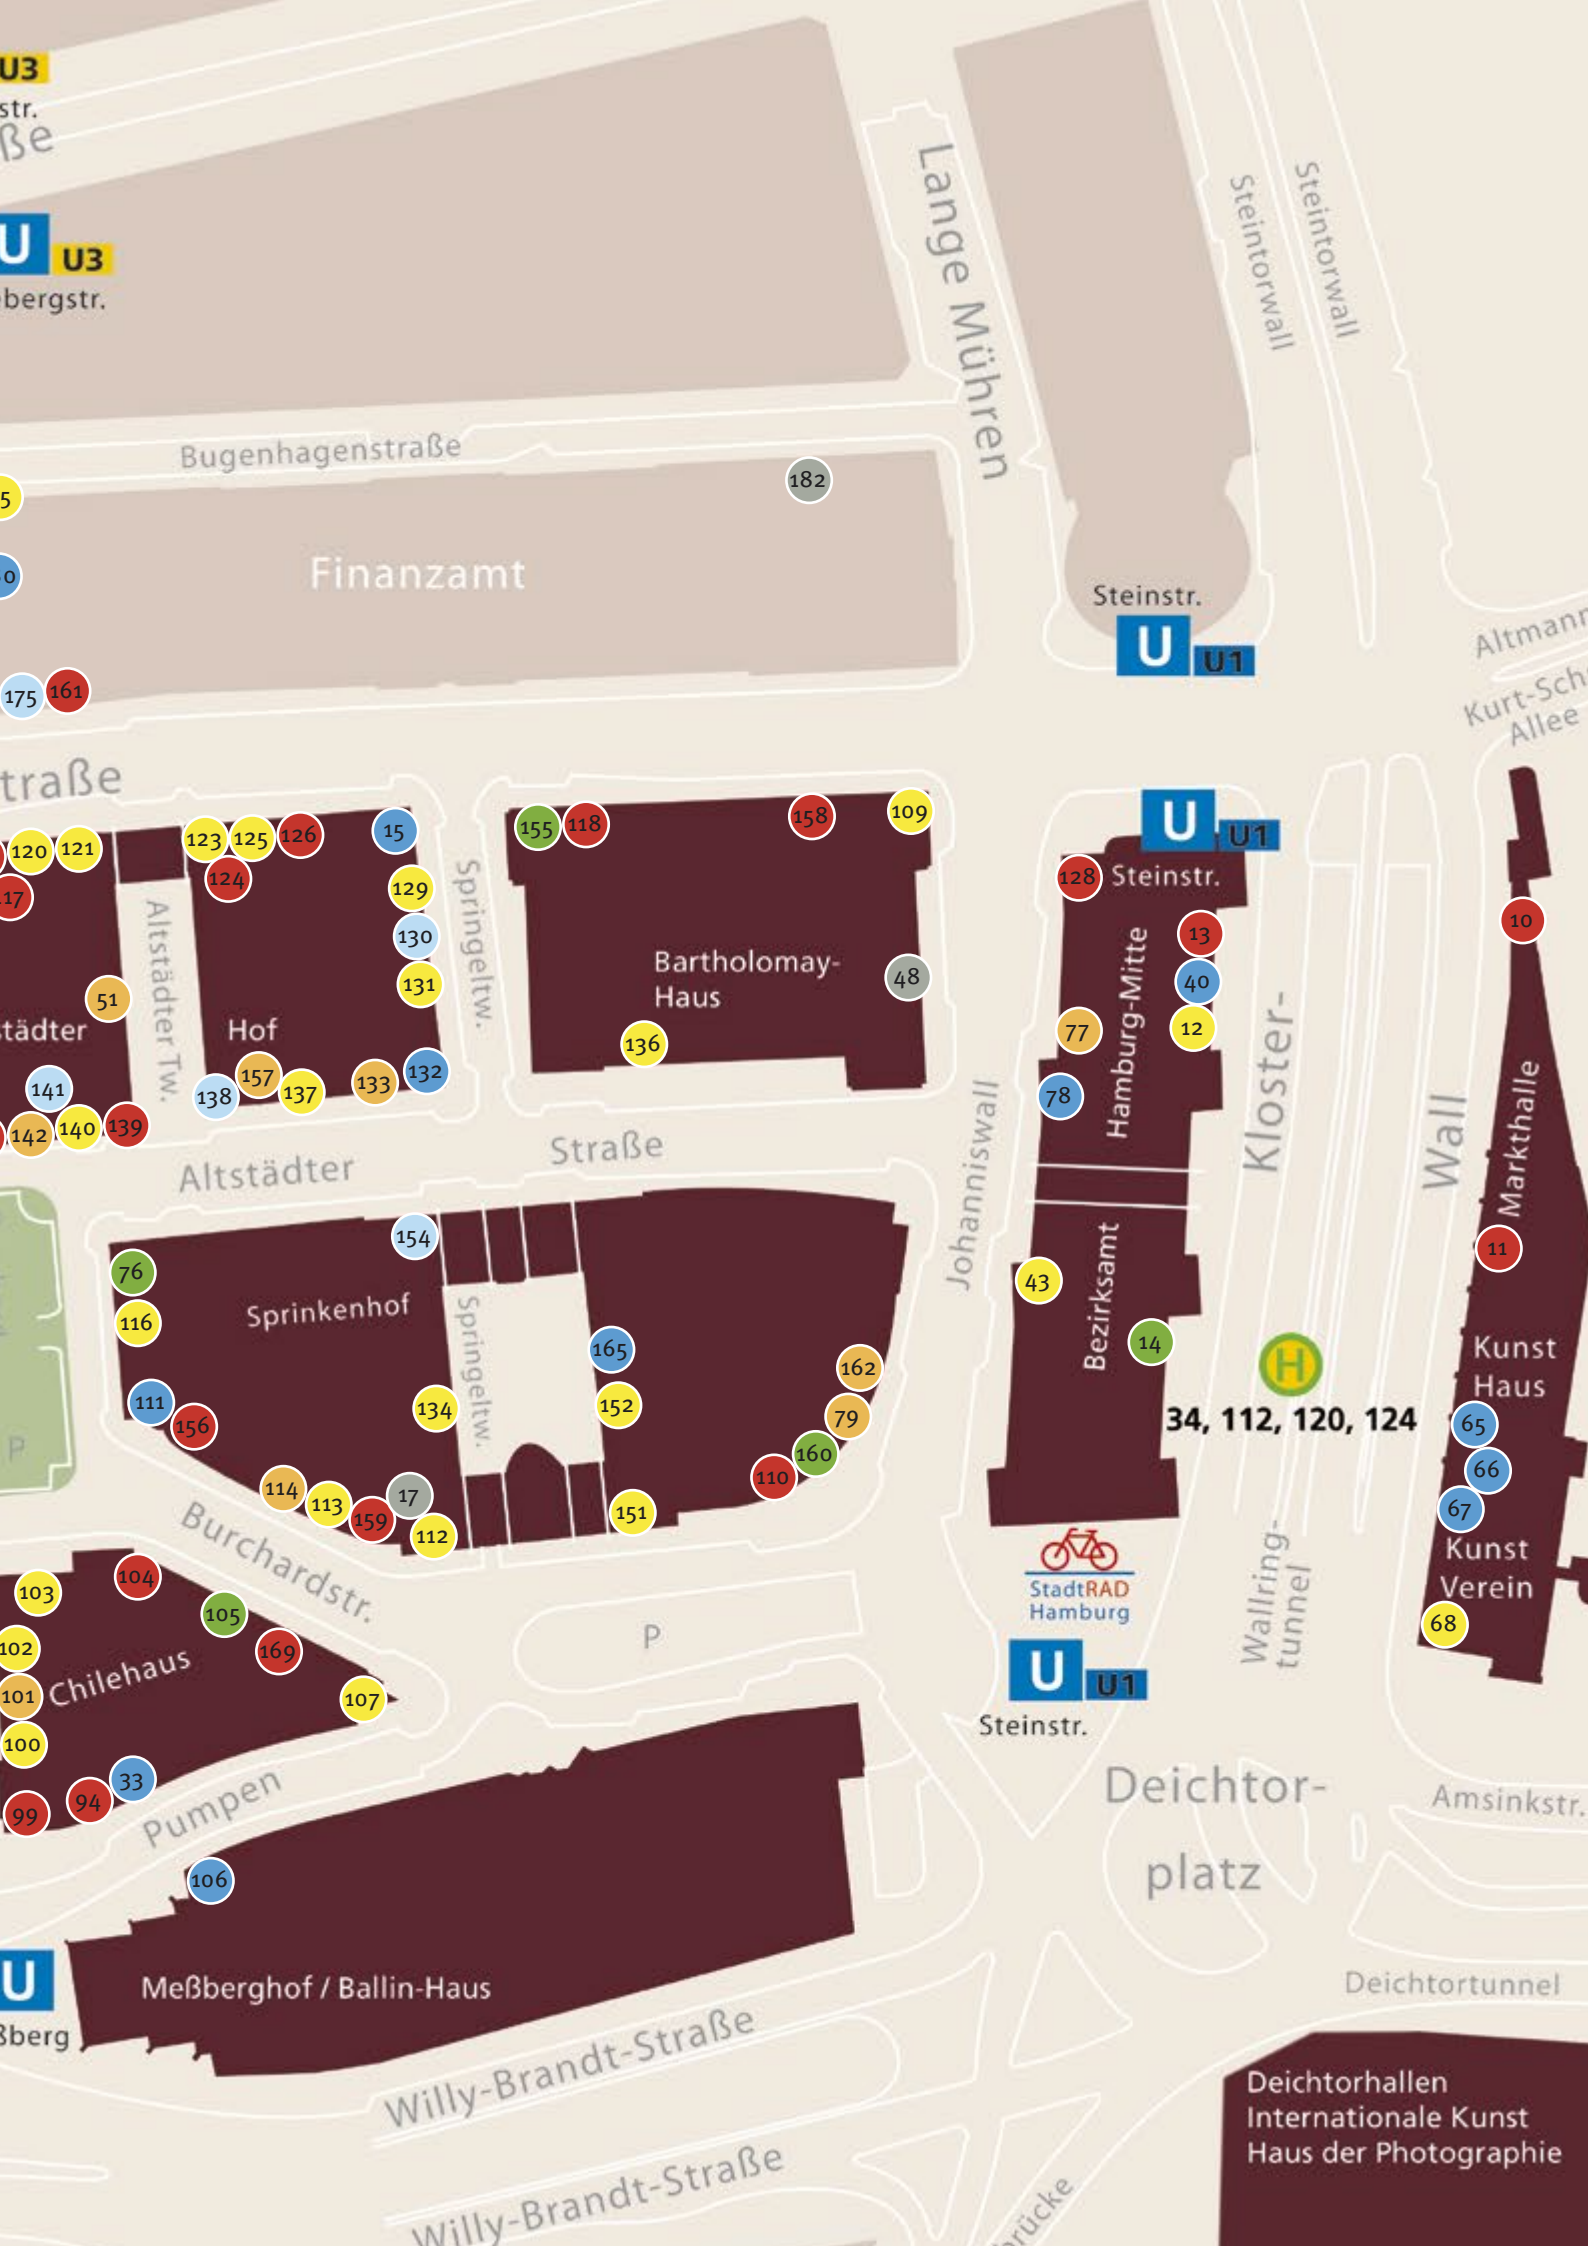 U3
str.
ße
U U3
bergstr.
Lange Mühren
Steintorwall
Steintorwall
Bugenhagenstraße
182
5
Finanzamt
Steinstr.
U U1
Altmann
Kurt-Sch
Allee
175 161
traße
120 121
123 125 126
15
124
155 118
158
109
U U1
128 Steinstr.
129
130
131
Springeltw.
Altstädter Tw.
51
städter
Hof
Bartholomay-
Haus
48
136
13
40
12
77
78
Hamburg-Mitte
10
Kloster-
Wall
Markthalle
11
141
142 140 139
138 157 137 133 132
Altstädter
Straße
Johanniswall
154
76
116
Sprinkenhof
Springeltw.
165
152
162
79
160
110
43
Bezirksamt
14
H
34, 112, 120, 124
Kunst
Haus
65
66
67
Kunst
Verein
68
P
111
156
134
114 113 159 17 112
151
Burchardstr.
StadtRAD
Hamburg
Wallring-
tunnel
103
104
105
102
169
101
Chilehaus
107
100
33
94
99
P
U U1
Steinstr.
Pumpen
106
Deichtor-
platz
Amsinkstr.
U
ßberg
Meßberghof / Ballin-Haus
Deichtortunnel
Willy-Brandt-Straße
Willy-Brandt-Straße
rücke
Deichtorhallen
Internationale Kunst
Haus der Photographie